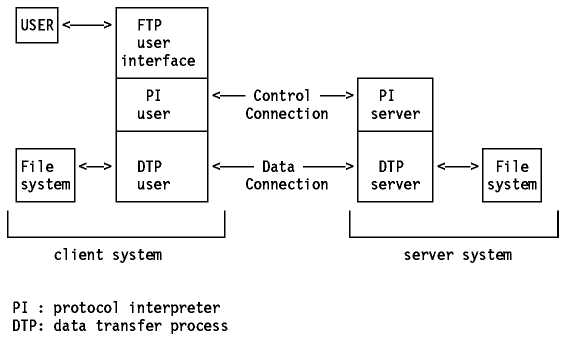 USER
FTP
user
interface
PI
user
Control
Connection
PI
server
File
system
DTP
user
Data
Connection
DTP
server
File
system
client system
server system
PI : protocol interpreter
DTP: data transfer process